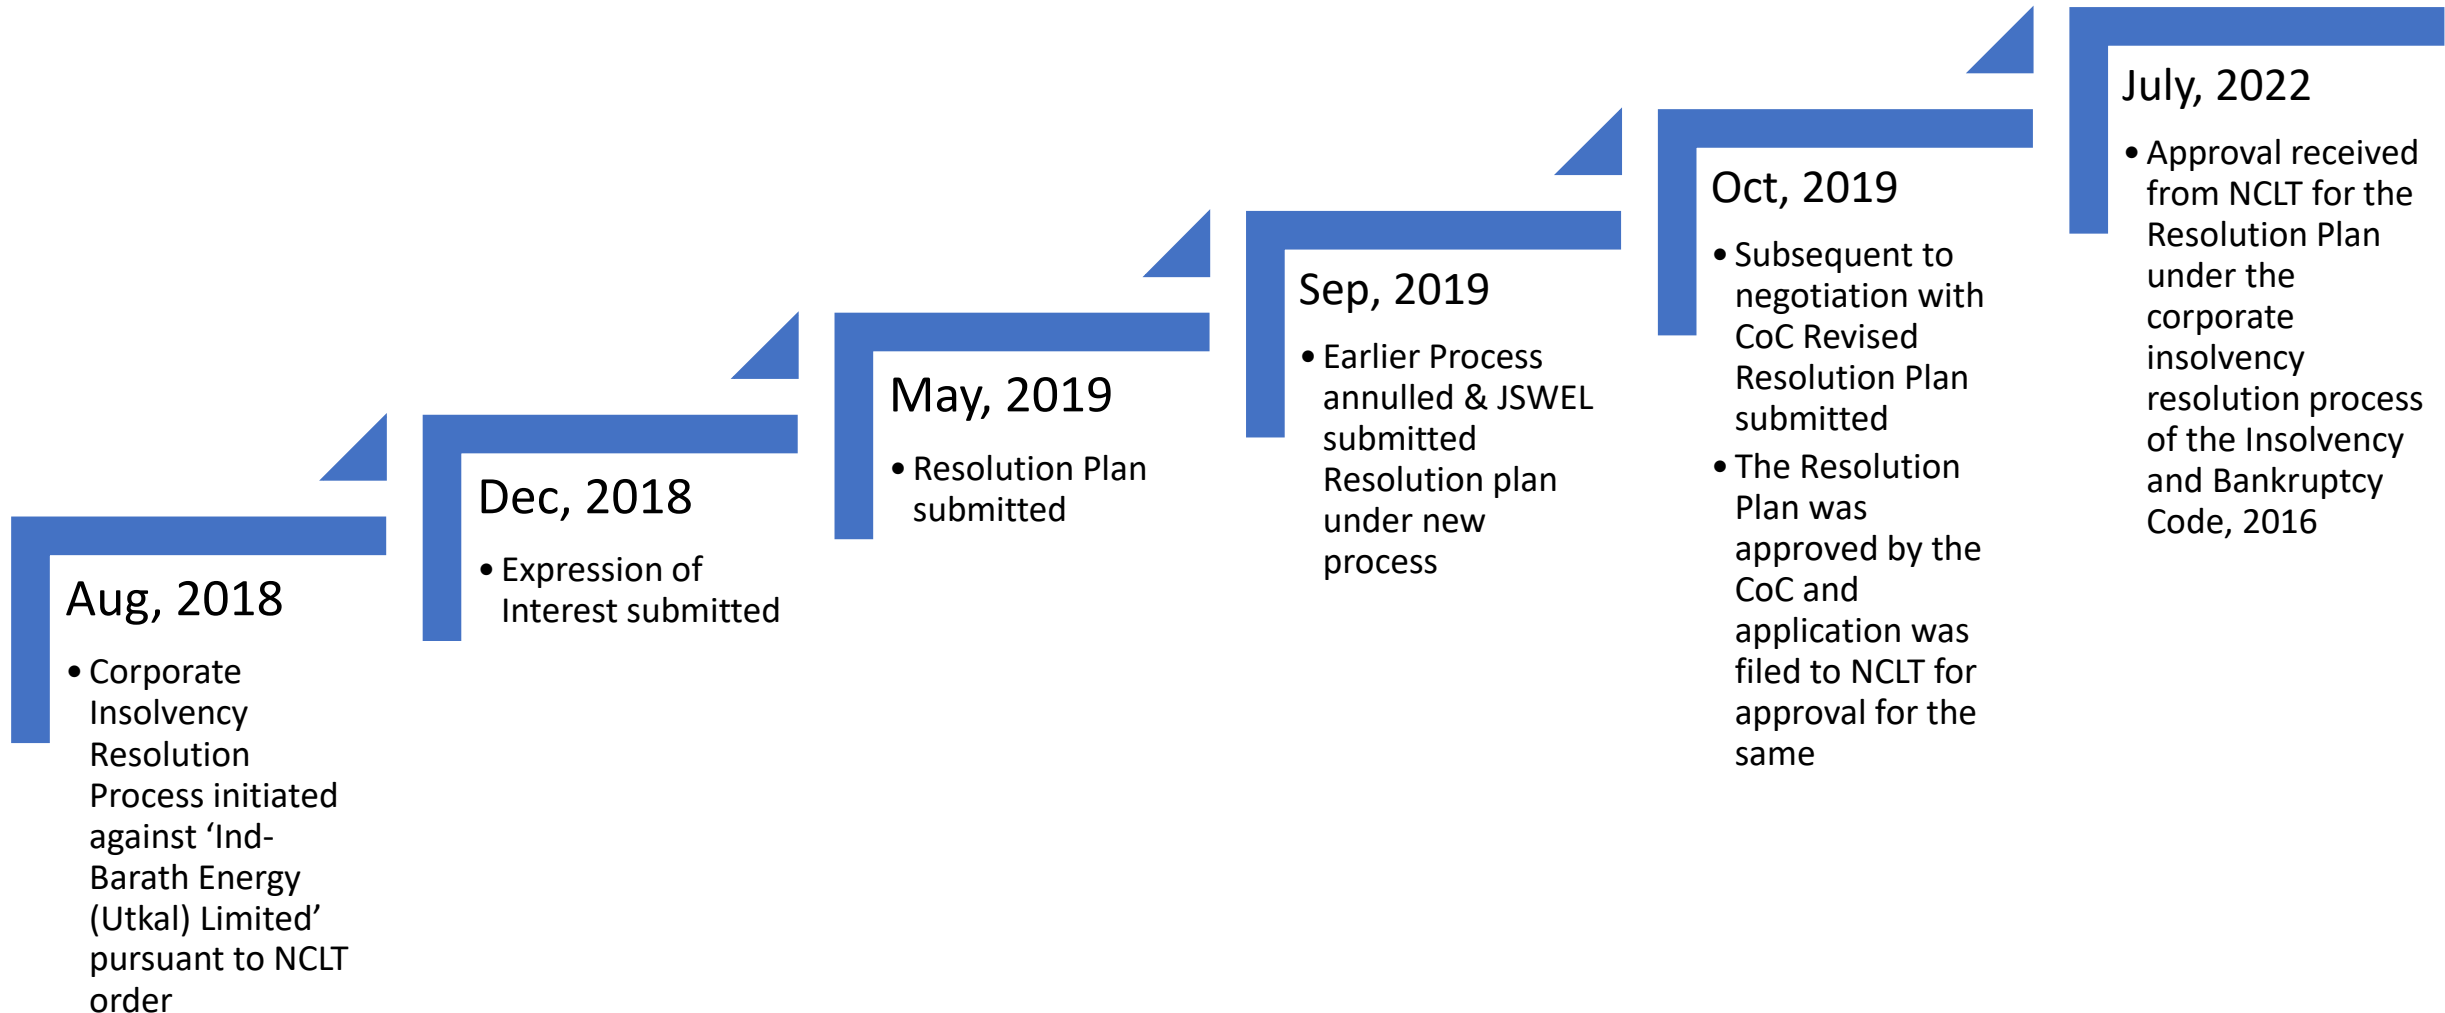 Aug, 2018
• Corporate
Insolvency
Resolution
Process initiated
against ‘Ind-
Barath Energy
(Utkal) Limited’
pursuant to NCLT
order
Dec, 2018
• Expression of
Interest submitted
May, 2019
• Resolution Plan
submitted
Sep, 2019
• Earlier Process
annulled & JSWEL
submitted
Resolution plan
under new
process
Oct, 2019
• Subsequent to
negotiation with
CoC Revised
Resolution Plan
submitted
• The Resolution
Plan was
approved by the
CoC and
application was
filed to NCLT for
approval for the
same
July, 2022
• Approval received
from NCLT for the
Resolution Plan
under the
corporate
insolvency
resolution process
of the Insolvency
and Bankruptcy
Code, 2016